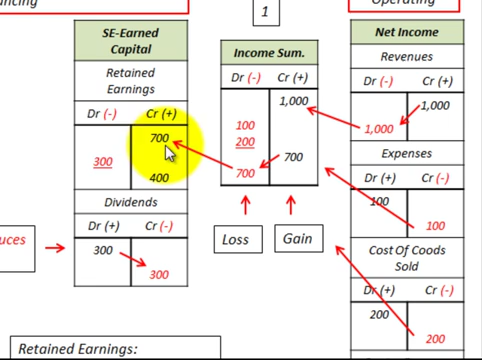 ancing
1
Operating
SE-Earned
Capital
Retained
Earnings
Dr (-) Cr (+)
700
300
400
Dividends
Dr (+) Cr (-)
300
300
uces
Income Sum.
Dr (-) Cr (+)
1,000
100
200
700
700
Loss
Gain
Net Income
Revenues
Dr (-) Cr (+)
1,000
1,000
Expenses
Dr (+) Cr (-)
100
100
Cost Of Coods
Sold
Dr (+) Cr (-)
200
200
Retained Earnings: